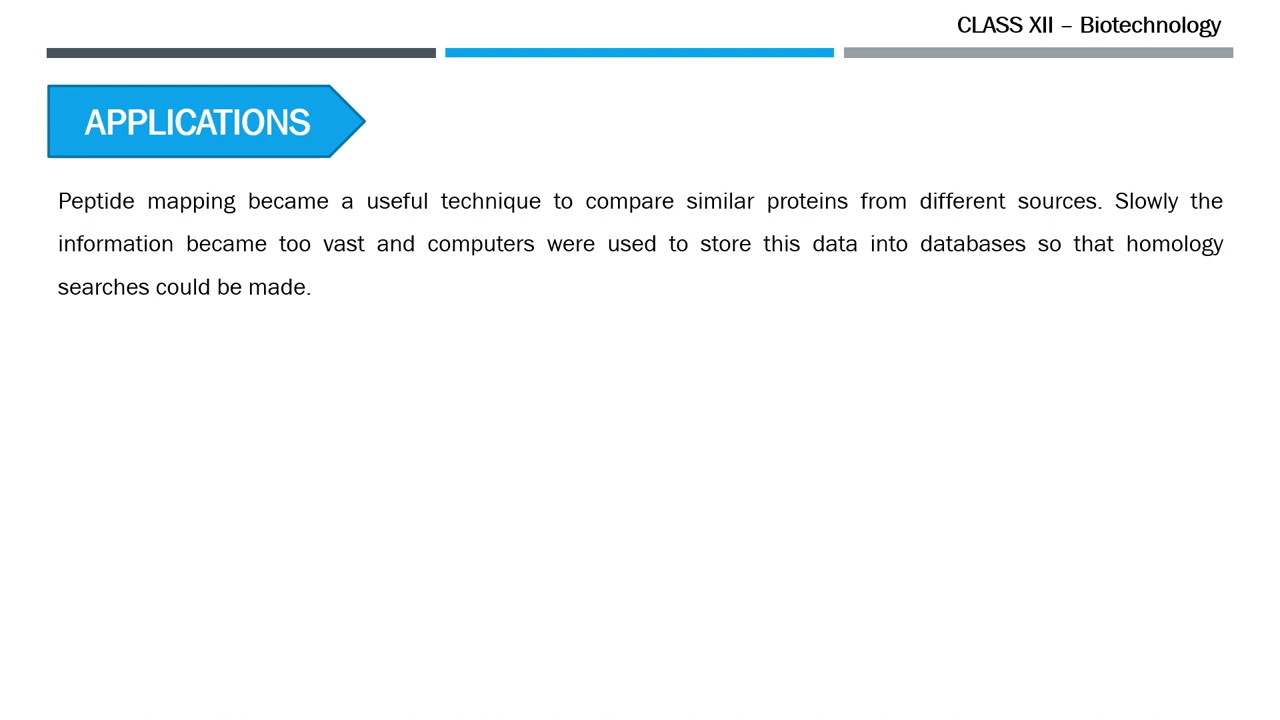 CLASS XII – Biotechnology
APPLICATIONS
Peptide mapping became a useful technique to compare similar proteins from different sources. Slowly the
information became too vast and computers were used to store this data into databases so that homology
searches could be made.